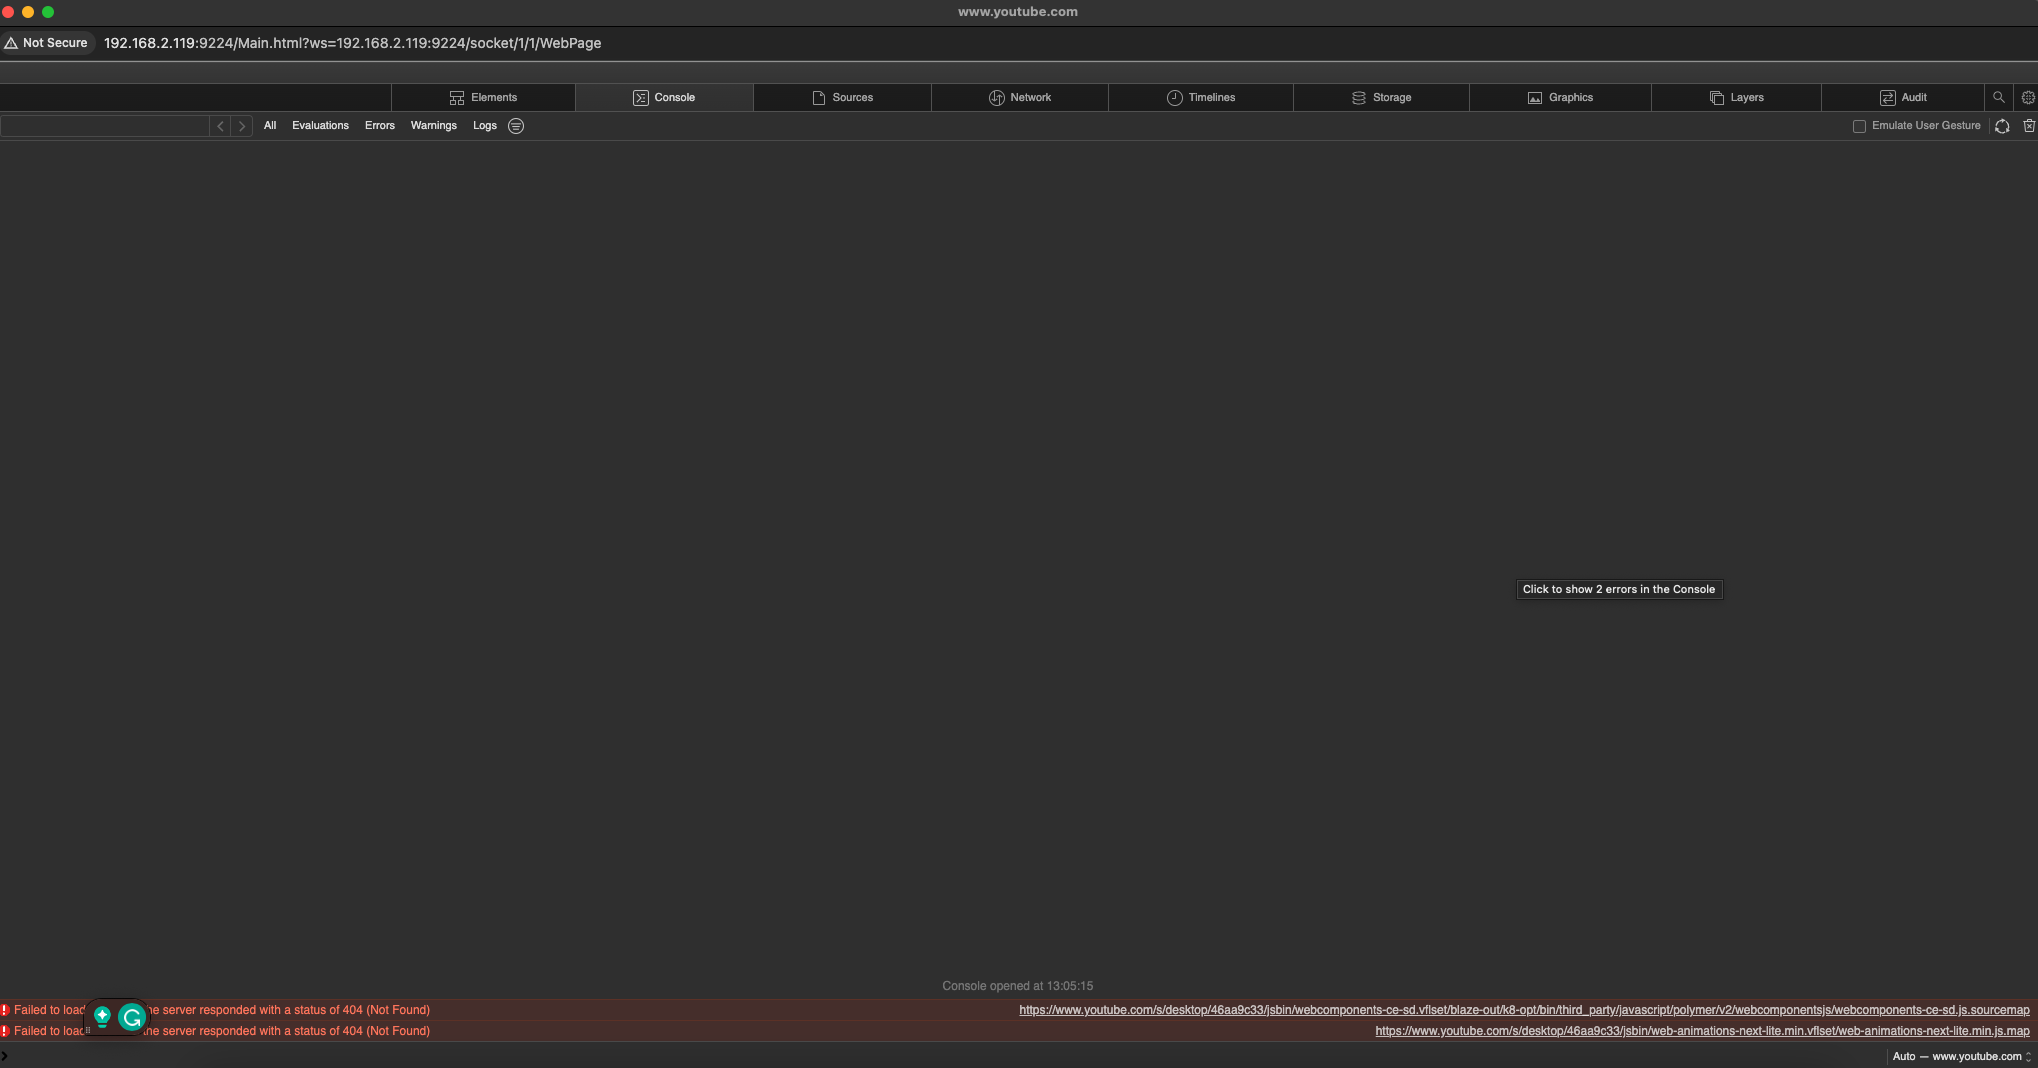 www.youtube.com
Not Secure 192.168.2.119:9224/Main.html?ws=192.168.2.119:9224/socket/1/1/WebPage
Elements Console Sources Network Timelines Storage Graphics Layers Audit
All Evaluations Errors Warnings Logs Emulate User Gesture
Click to show 2 errors in the Console
Console opened at 13:05:15
Failed to load he server responded with a status of 404 (Not Found) https://www.youtube.com/s/desktop/46aa9c33/jsbin/webcomponents-ce-sd.vflset/blaze-out/k8-opt/bin/third_party/javascript/polymer/v2/webcomponentsjs/webcomponents-ce-sd.js.sourcemap
Failed to load he server responded with a status of 404 (Not Found) https://www.youtube.com/s/desktop/46aa9c33/jsbin/web-animations-next-lite.min.vflset/web-animations-next-lite.min.js.map
Auto — www.youtube.com